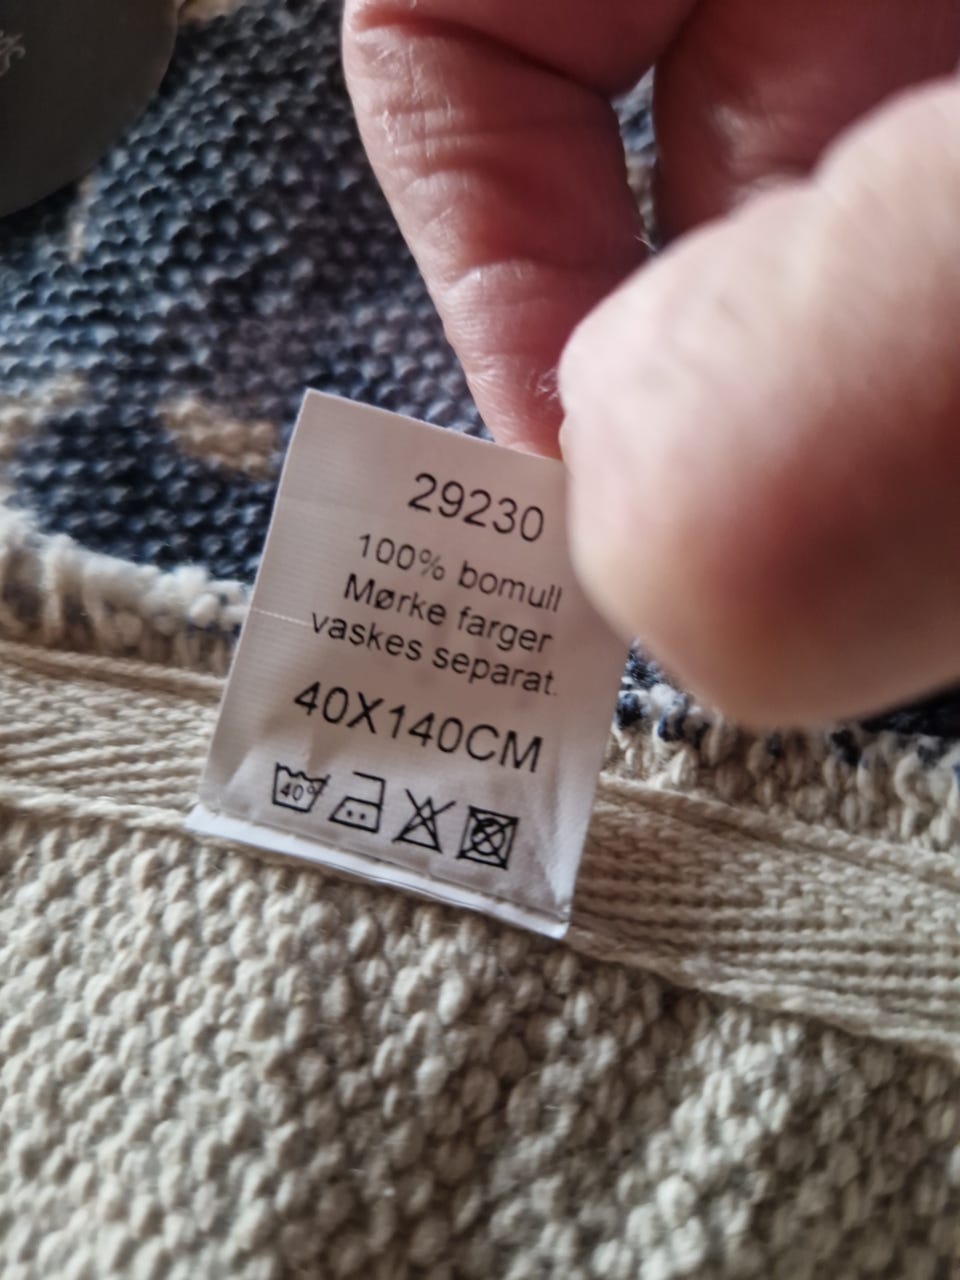 29230
100% bomull
Mørke farger
vaskes separat.
40X140CM
40°